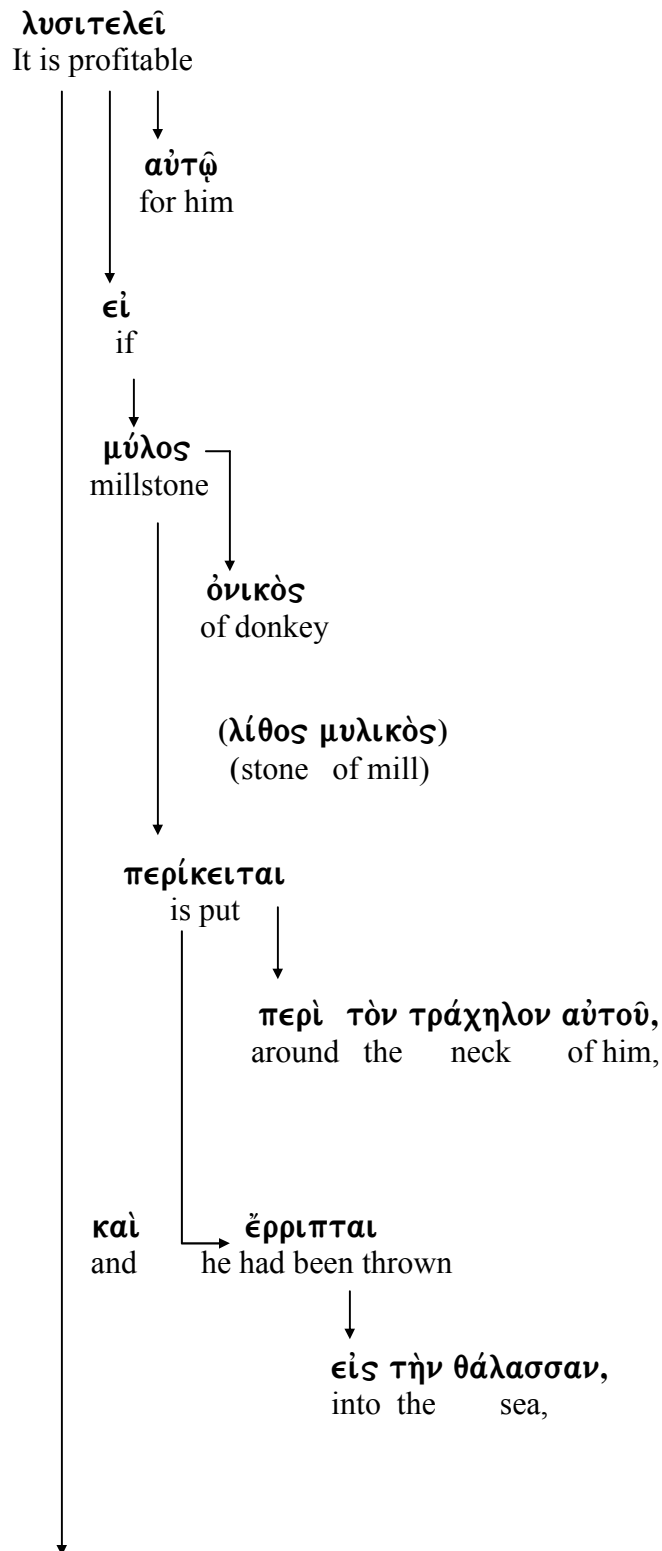 λυσιτελεῖ
It is profitable
αὐτῷ
for him
εἰ
if
μύλος
millstone
ὀνικὸς
of donkey
(λίθος μυλικὸς)
(stone of mill)
περίκειται
is put
περὶ τὸν τράχηλον αὐτοῦ,
around the neck of him,
καὶ ἔρριπται
and he had been thrown
εἰς τὴν θάλασσαν,
into the sea,